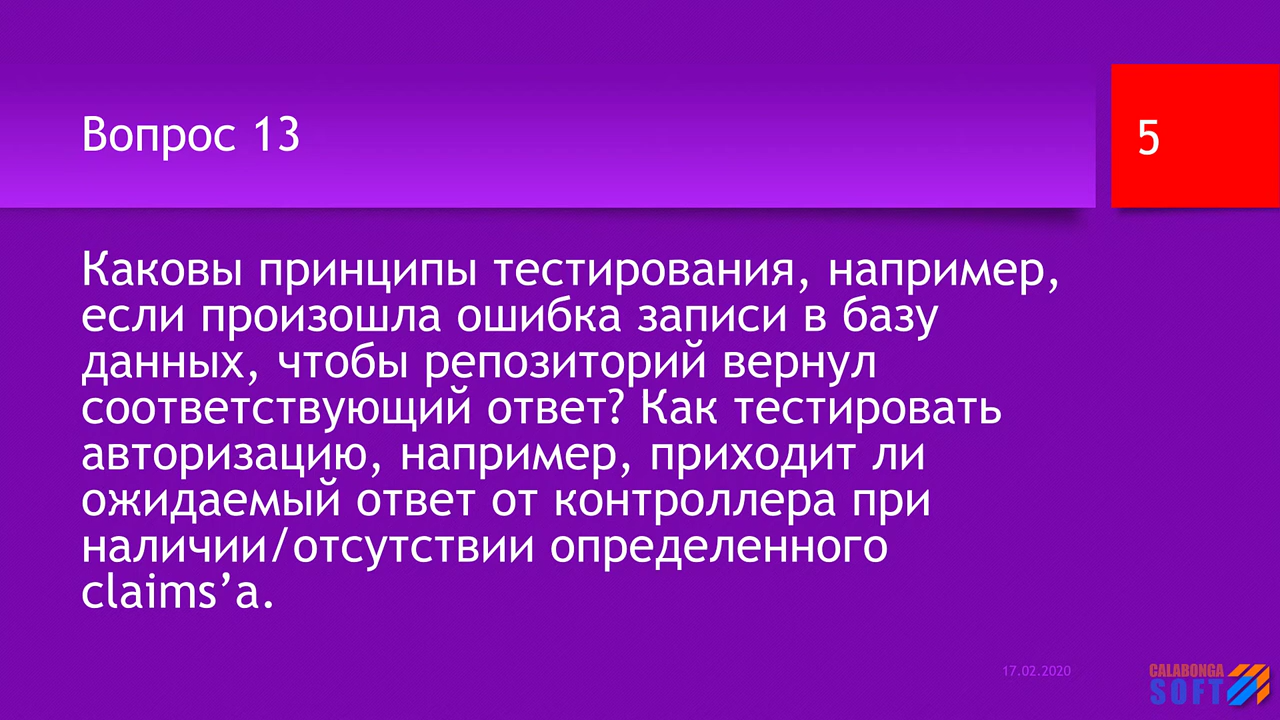 Вопрос 13
5
Каковы принципы тестирования, например,
если произошла ошибка записи в базу
данных, чтобы репозиторий вернул
соответствующий ответ? Как тестировать
авторизацию, например, приходит ли
ожидаемый ответ от контроллера при
наличии/отсутствии определенного
claims’а.
17.02.2020
CALABONGA
SOFT